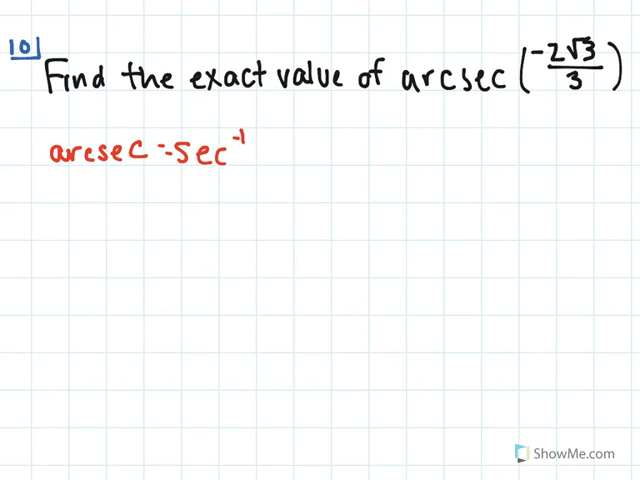 10)
Find the exact value of arcsec (-2√3/3)
arcsec = sec⁻¹
ShowMe.com